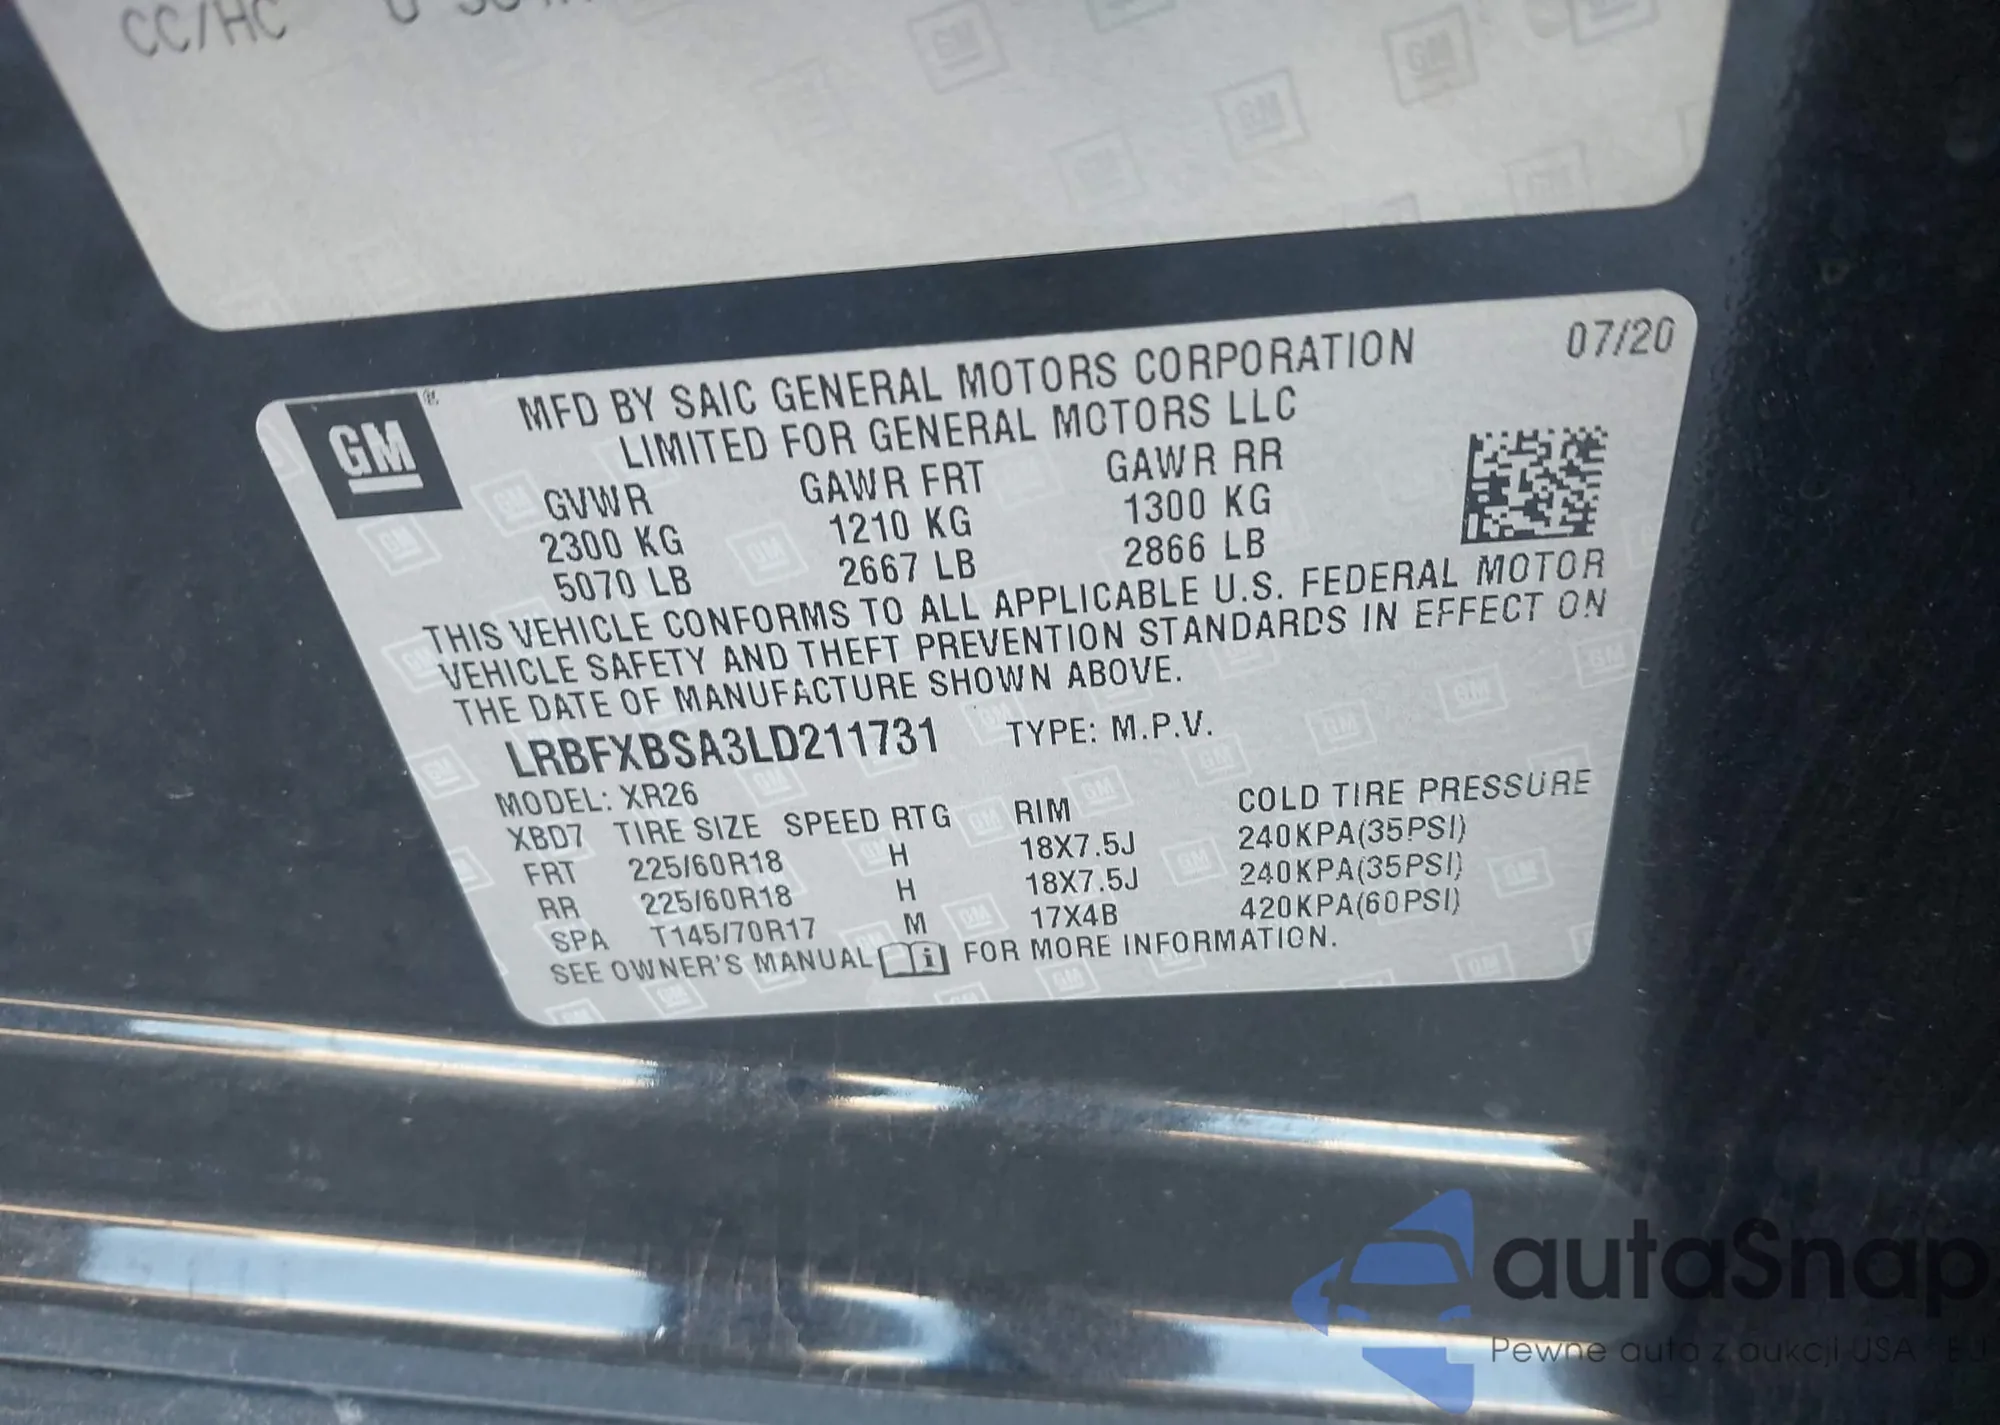 CC/HC U
GM ®
07/20
MFD BY SAIC GENERAL MOTORS CORPORATION
LIMITED FOR GENERAL MOTORS LLC
GVWR GAWR FRT GAWR RR
2300 KG 1210 KG 1300 KG
5070 LB 2667 LB 2866 LB
THIS VEHICLE CONFORMS TO ALL APPLICABLE U.S. FEDERAL MOTOR
VEHICLE SAFETY AND THEFT PREVENTION STANDARDS IN EFFECT ON
THE DATE OF MANUFACTURE SHOWN ABOVE.
LRBFXBSA3LD211731 TYPE: M.P.V.
MODEL: XR26
XBD7 TIRE SIZE SPEED RTG RIM COLD TIRE PRESSURE
FRT 225/60R18 H 18X7.5J 240KPA(35PSI)
RR 225/60R18 H 18X7.5J 240KPA(35PSI)
SPA T145/70R17 M 17X4B 420KPA(60PSI)
SEE OWNER'S MANUAL i FOR MORE INFORMATION.
autaSnap
Pewne auto z aukcji USA EU